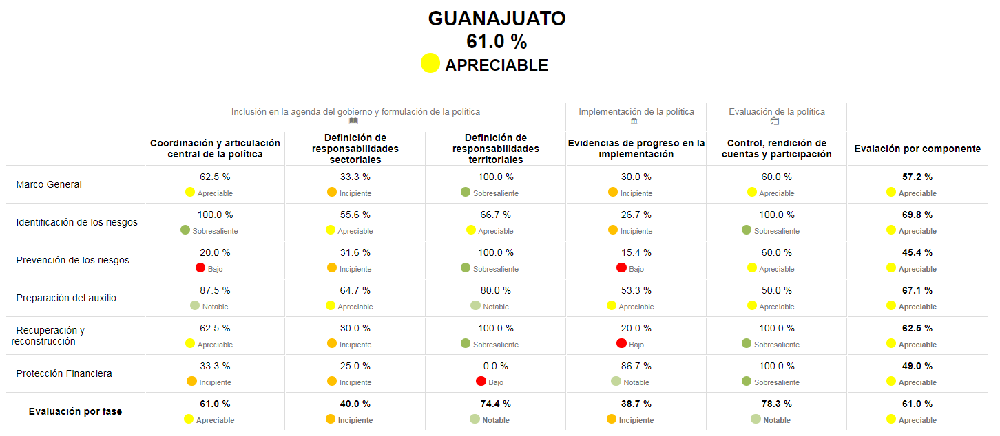 GUANAJUATO
61.0 %
APRECIABLE
Inclusión en la agenda del gobierno y formulación de la política
Implementación de la política
Evaluación de la política
Coordinación y articulación
central de la política
Definición de
responsabilidades
sectoriales
Definición de
responsabilidades
territoriales
Evidencias de progreso en la
implementación
Control, rendición de
cuentas y participación
Evalación por componente
Marco General
62.5 %
Apreciable
33.3 %
Incipiente
100.0 %
Sobresaliente
30.0 %
Incipiente
60.0 %
Apreciable
57.2 %
Apreciable
Identificación de los riesgos
100.0 %
Sobresaliente
55.6 %
Apreciable
66.7 %
Apreciable
26.7 %
Incipiente
100.0 %
Sobresaliente
69.8 %
Apreciable
Prevención de los riesgos
20.0 %
Bajo
31.6 %
Incipiente
100.0 %
Sobresaliente
15.4 %
Bajo
60.0 %
Apreciable
45.4 %
Apreciable
Preparación del auxilio
87.5 %
Notable
64.7 %
Apreciable
80.0 %
Notable
53.3 %
Apreciable
50.0 %
Apreciable
67.1 %
Apreciable
Recuperación y
reconstrucción
62.5 %
Apreciable
30.0 %
Incipiente
100.0 %
Sobresaliente
20.0 %
Bajo
100.0 %
Sobresaliente
62.5 %
Apreciable
Protección Financiera
33.3 %
Incipiente
25.0 %
Incipiente
0.0 %
Bajo
86.7 %
Notable
100.0 %
Sobresaliente
49.0 %
Apreciable
Evaluación por fase
61.0 %
Apreciable
40.0 %
Incipiente
74.4 %
Notable
38.7 %
Incipiente
78.3 %
Notable
61.0 %
Apreciable